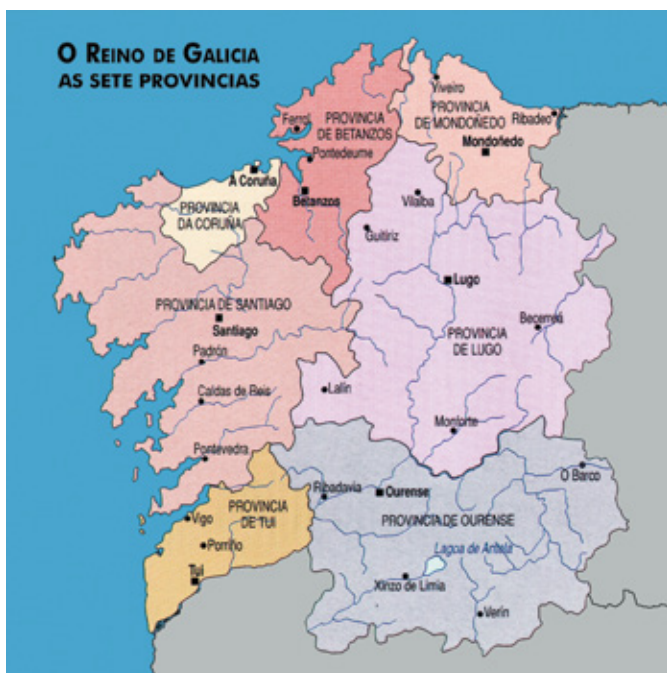 O REINO DE GALICIA
AS SETE PROVINCIAS
Viveiro
Ferrol
PROVINCIA
DE BETANZOS
PROVINCIA
DE MONDOÑEDO
Ribadeo
Pontedeume
Mondoñedo
A Coruña
Betanzos
Vilalba
PROVINCIA
DA CORUÑA
Guitiriz
Lugo
PROVINCIA DE SANTIAGO
Santiago
Becerreá
PROVINCIA
DE LUGO
Padrón
Caldas de Reis
Lalín
Monforte
Pontevedra
O Barco
Ribadavia
Ourense
PROVINCIA
DE TUI
Vigo
PROVINCIA DE OURENSE
Porriño
Lagoa de Antela
Tui
Xinzo de Limia
Verín